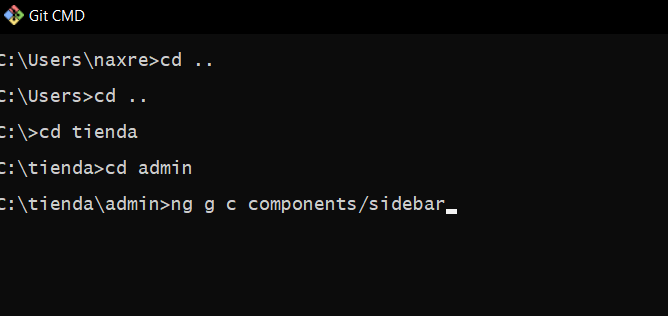 Git CMD
C:\Users\naxre>cd ..
C:\Users>cd ..
C:\>cd tienda
C:\tienda>cd admin
C:\tienda\admin>ng g c components/sidebar